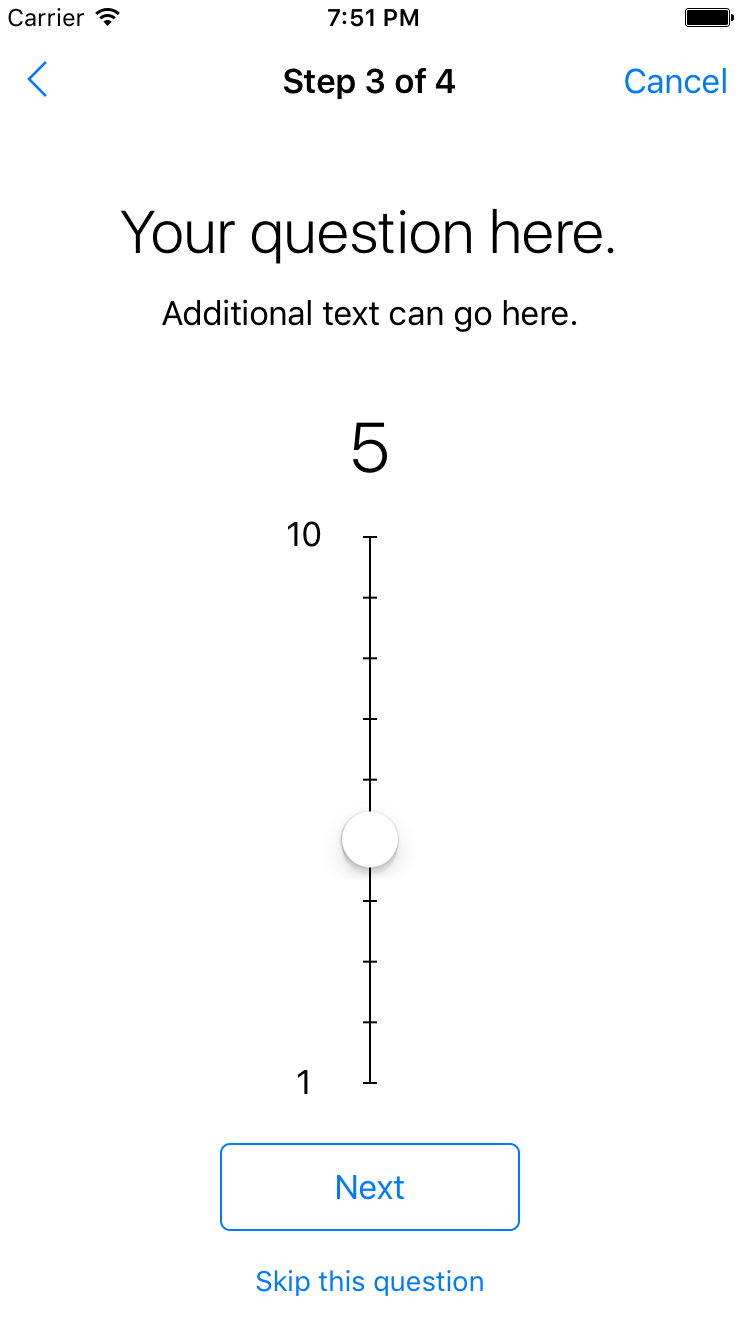 Carrier 7:51 PM
Step 3 of 4 Cancel
Your question here.
Additional text can go here.
5
10
1
Next
Skip this question